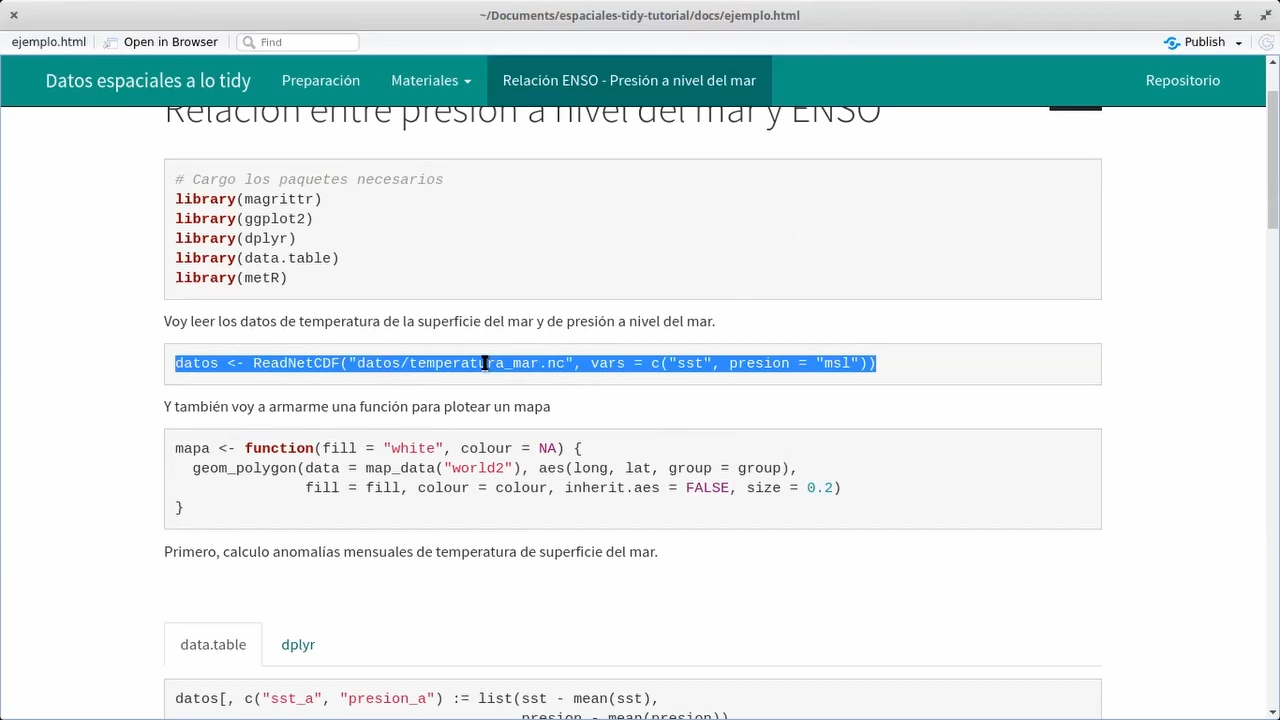 ~/Documents/espaciales-tidy-tutorial/docs/ejemplo.html
ejemplo.html Open in Browser Find Publish
Datos espaciales a lo tidy Preparación Materiales Relación ENSO - Presión a nivel del mar Repositorio
Relación entre presión a nivel del mar y ENSO
# Cargo los paquetes necesarios
library(magrittr)
library(ggplot2)
library(dplyr)
library(data.table)
library(metR)
Voy leer los datos de temperatura de la superficie del mar y de presión a nivel del mar.
datos <- ReadNetCDF("datos/temperatura_mar.nc", vars = c("sst", presion = "msl"))
Y también voy a armarme una función para plotear un mapa
mapa <- function(fill = "white", colour = NA) {
  geom_polygon(data = map_data("world2"), aes(long, lat, group = group),
               fill = fill, colour = colour, inherit.aes = FALSE, size = 0.2)
}
Primero, calculo anomalías mensuales de temperatura de superficie del mar.
data.table dplyr
datos[, c("sst_a", "presion_a") := list(sst - mean(sst),
                                        presion - mean(presion)),